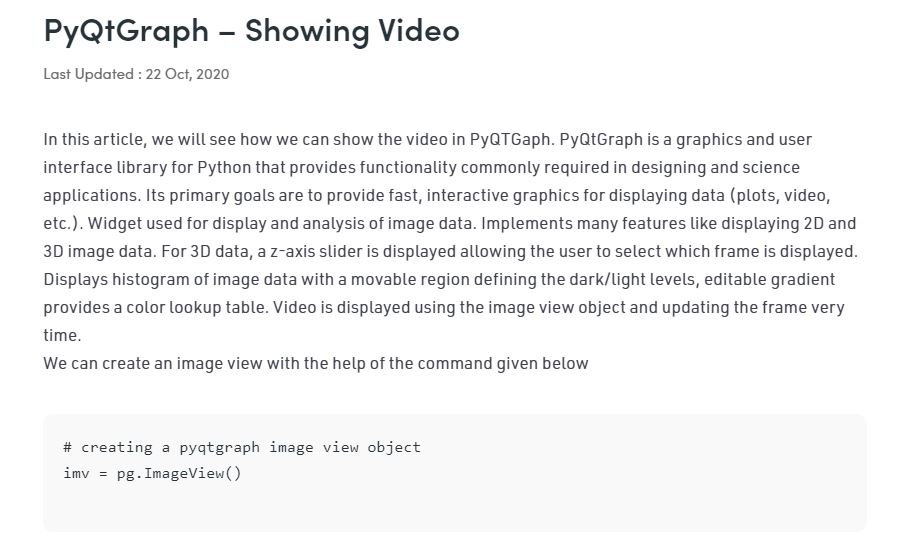 PyQtGraph – Showing Video
Last Updated : 22 Oct, 2020
In this article, we will see how we can show the video in PyQTGaph. PyQtGraph is a graphics and user
interface library for Python that provides functionality commonly required in designing and science
applications. Its primary goals are to provide fast, interactive graphics for displaying data (plots, video,
etc.). Widget used for display and analysis of image data. Implements many features like displaying 2D and
3D image data. For 3D data, a z-axis slider is displayed allowing the user to select which frame is displayed.
Displays histogram of image data with a movable region defining the dark/light levels, editable gradient
provides a color lookup table. Video is displayed using the image view object and updating the frame very
time.
We can create an image view with the help of the command given below
# creating a pyqtgraph image view object
imv = pg.ImageView()